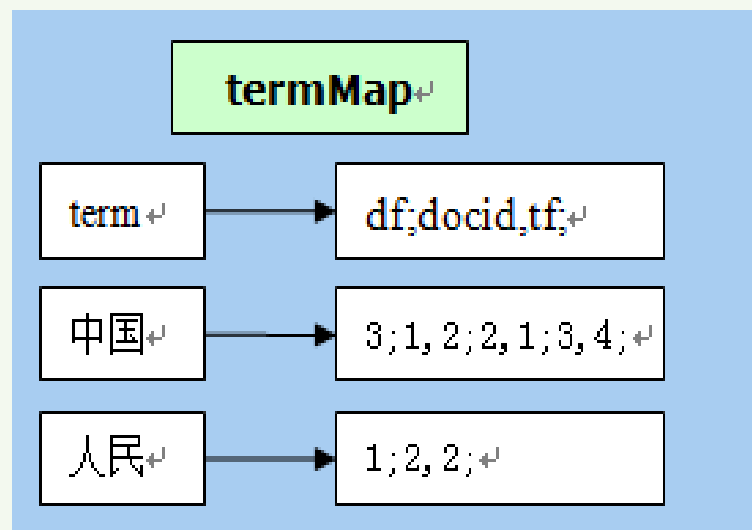 termMap
term df;docid,tf;
中国 3;1,2;2,1;3,4;
人民 1;2,2;